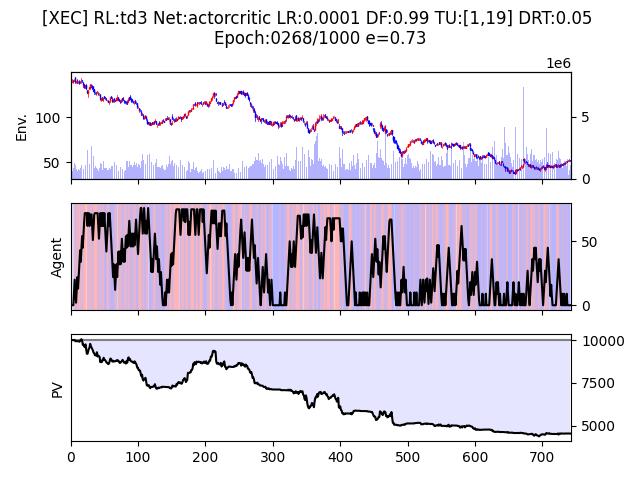 [XEC] RL:td3 Net:actorcritic LR:0.0001 DF:0.99 TU:[1,19] DRT:0.05
Epoch:0268/1000 e=0.73
1e6
Env.
100
50
5
0
Agent
50
0
PV
10000
7500
5000
0 100 200 300 400 500 600 700